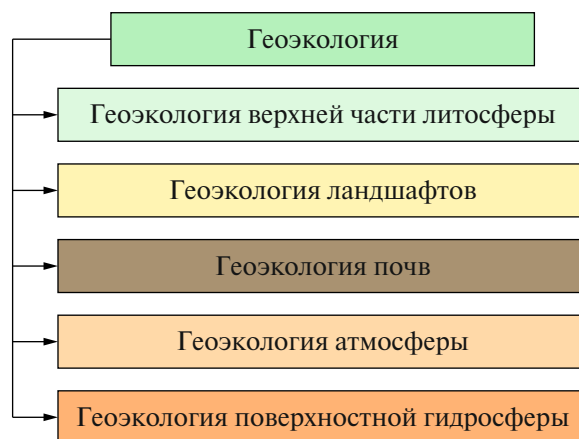 Геоэкология
Геоэкология верхней части литосферы
Геоэкология ландшафтов
Геоэкология почв
Геоэкология атмосферы
Геоэкология поверхностной гидросферы